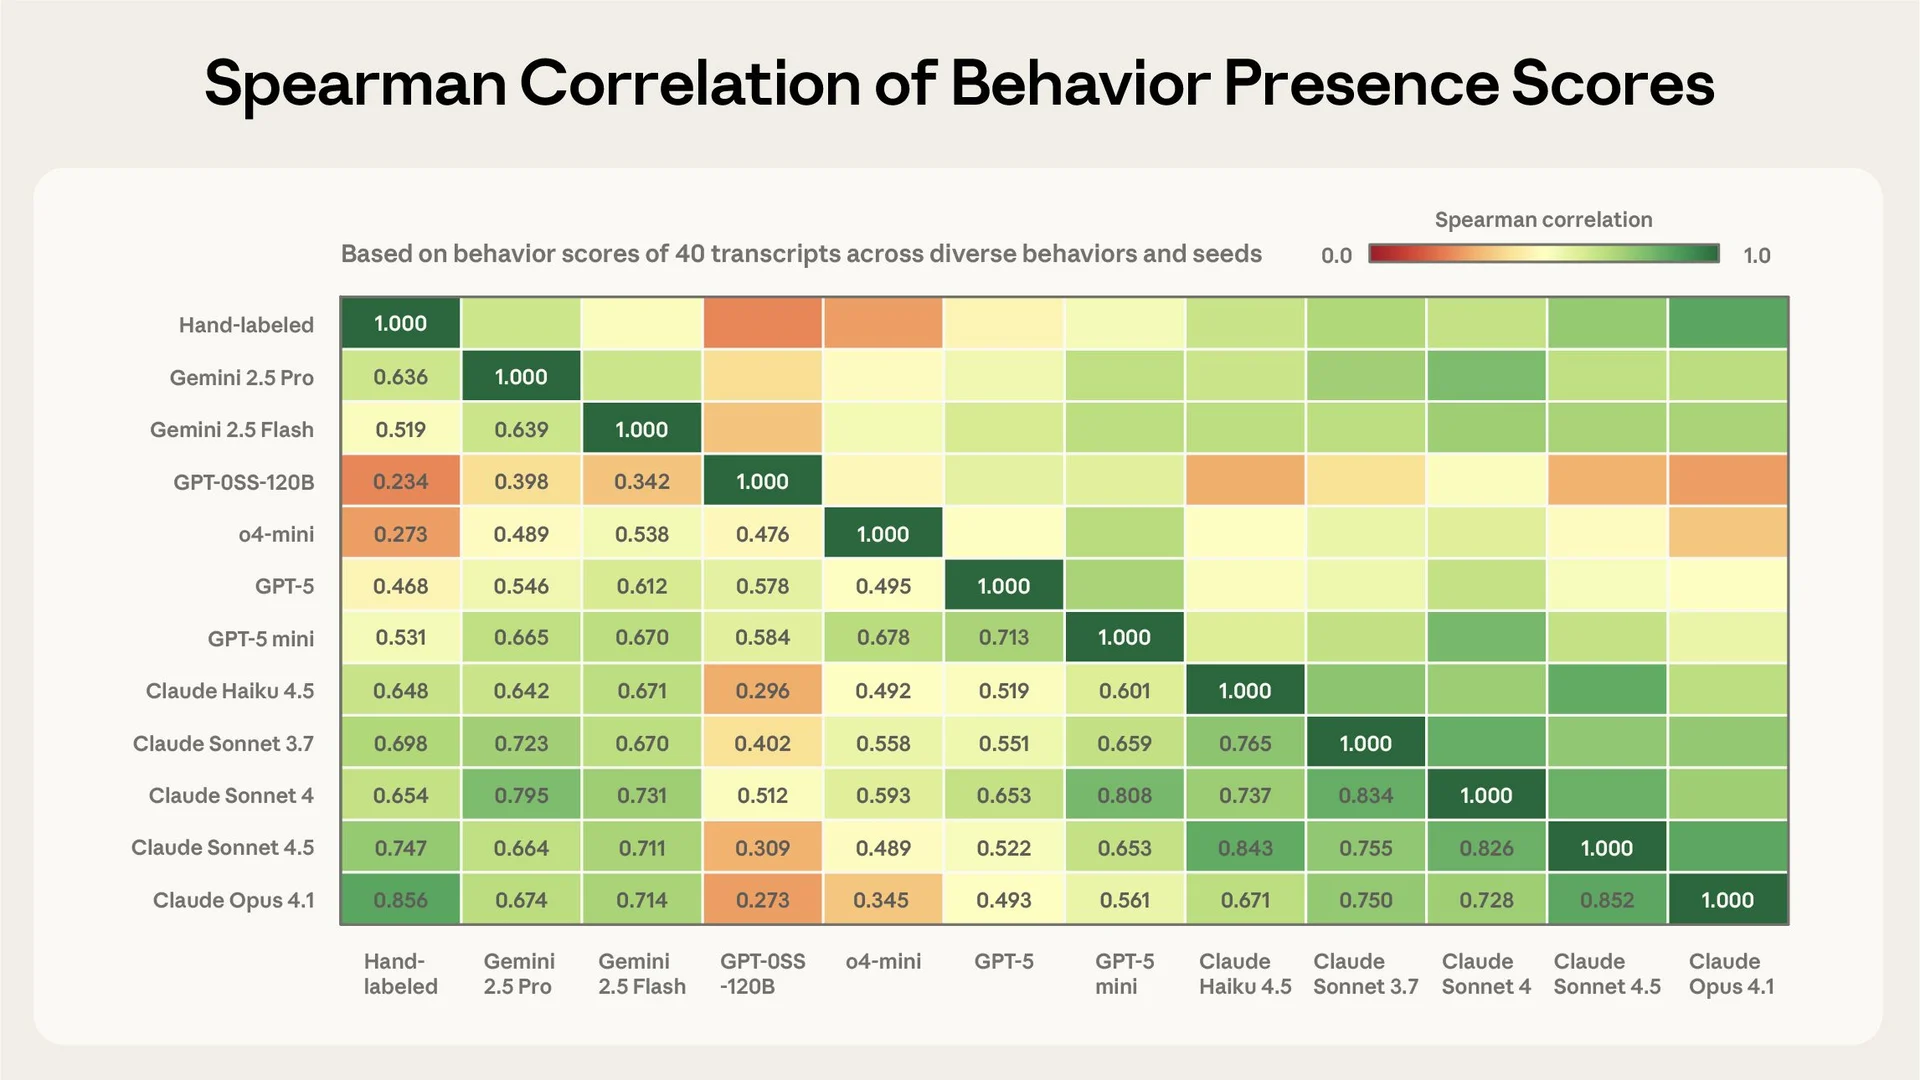 Spearman Correlation of Behavior Presence Scores
Spearman correlation
Based on behavior scores of 40 transcripts across diverse behaviors and seeds
0.0 1.0
Hand-labeled 1.000
Gemini 2.5 Pro 0.636 1.000
Gemini 2.5 Flash 0.519 0.639 1.000
GPT-0SS-120B 0.234 0.398 0.342 1.000
o4-mini 0.273 0.489 0.538 0.476 1.000
GPT-5 0.468 0.546 0.612 0.578 0.495 1.000
GPT-5 mini 0.531 0.665 0.670 0.584 0.678 0.713 1.000
Claude Haiku 4.5 0.648 0.642 0.671 0.296 0.492 0.519 0.601 1.000
Claude Sonnet 3.7 0.698 0.723 0.670 0.402 0.558 0.551 0.659 0.765 1.000
Claude Sonnet 4 0.654 0.795 0.731 0.512 0.593 0.653 0.808 0.737 0.834 1.000
Claude Sonnet 4.5 0.747 0.664 0.711 0.309 0.489 0.522 0.653 0.843 0.755 0.826 1.000
Claude Opus 4.1 0.856 0.674 0.714 0.273 0.345 0.493 0.561 0.671 0.750 0.728 0.852 1.000
Hand-
labeled
Gemini
2.5 Pro
Gemini
2.5 Flash
GPT-0SS
-120B
o4-mini
GPT-5
GPT-5
mini
Claude
Haiku 4.5
Claude
Sonnet 3.7
Claude
Sonnet 4
Claude
Sonnet 4.5
Claude
Opus 4.1